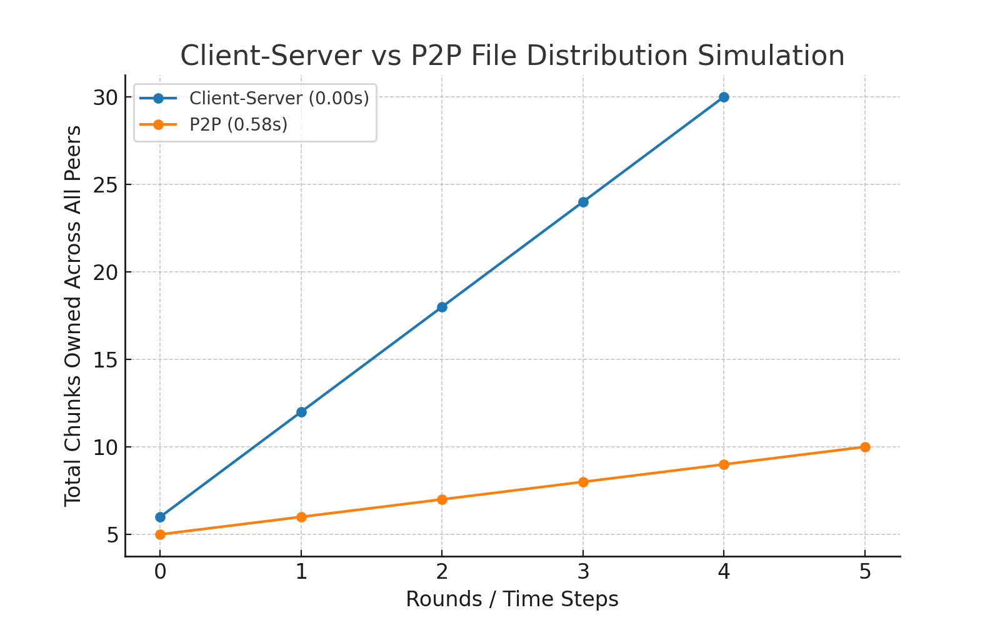 Client-Server vs P2P File Distribution Simulation
Client-Server (0.00s)
P2P (0.58s)
Total Chunks Owned Across All Peers
30
25
20
15
10
5
0 1 2 3 4 5
Rounds / Time Steps